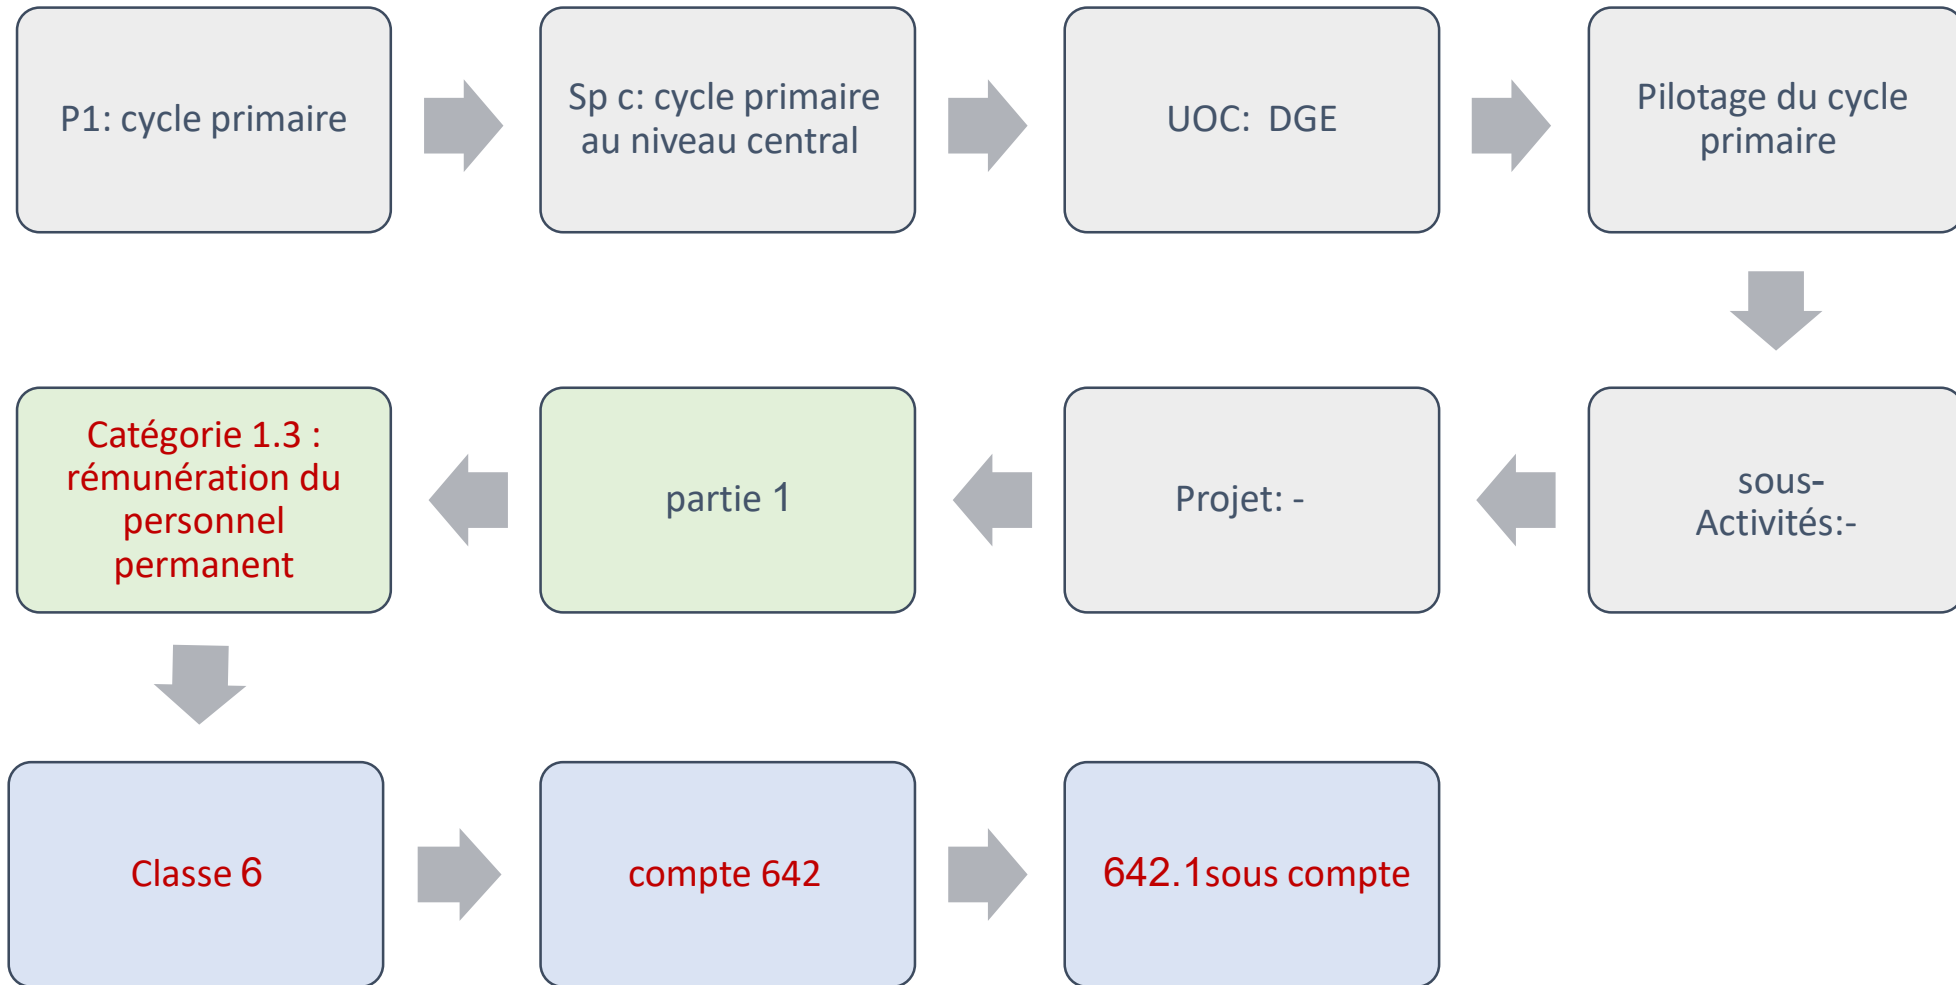 P1: cycle primaire
Sp c: cycle primaire
au niveau central
UOC: DGE
Pilotage du cycle
primaire
sous-
Activités:-
Projet: -
partie 1
Catégorie 1.3 :
rémunération du
personnel
permanent
Classe 6
compte 642
642.1sous compte